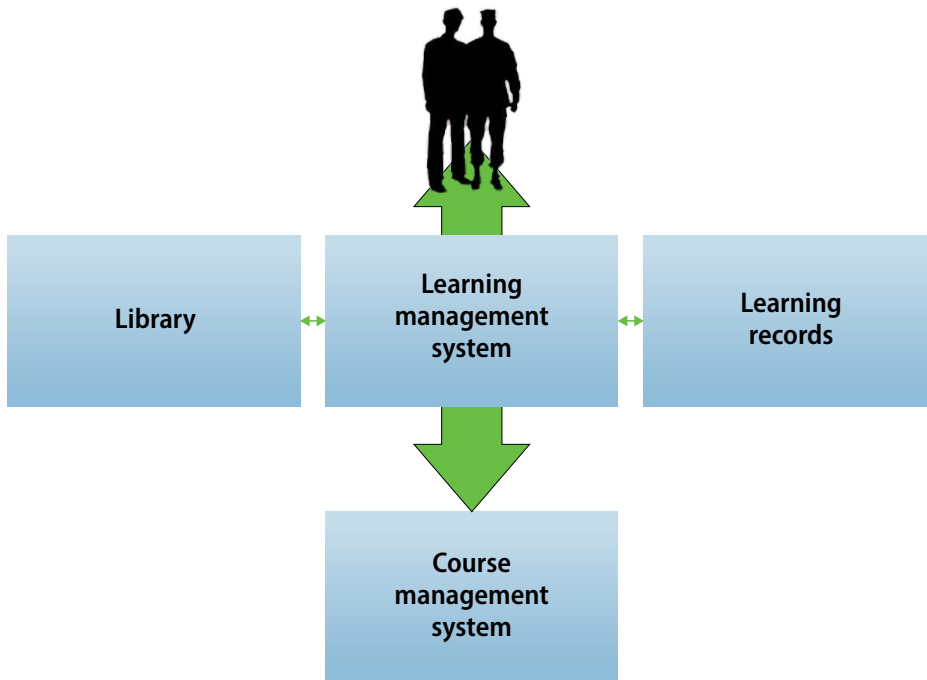 Library
Learning
management
system
Learning
records
Course
management
system